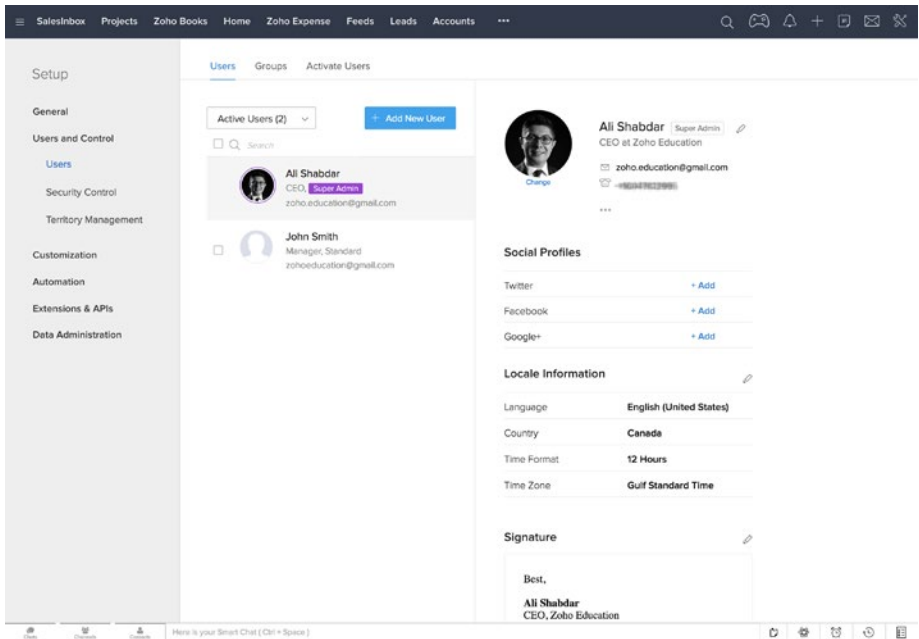 SalesInbox Projects Zoho Books Home Zoho Expense Feeds Leads Accounts •••
Setup
General
Users and Control
Users
Security Control
Territory Management
Customization
Automation
Extensions & APIs
Data Administration
Users Groups Activate Users
Active Users (2)
+ Add New User
Search
Ali Shabdar
CEO, Super Admin
zoho.education@gmail.com
John Smith
Manager, Standard
zohoeducation@gmail.com
Change
Ali Shabdar Super Admin
CEO at Zoho Education
zoho.education@gmail.com
•••
Social Profiles
Twitter + Add
Facebook + Add
Google+ + Add
Locale Information
Language English (United States)
Country Canada
Time Format 12 Hours
Time Zone Gulf Standard Time
Signature
Best,
Ali Shabdar
CEO, Zoho Education
Chats Channels Contacts Here is your Smart Chat ( Ctrl + Space )